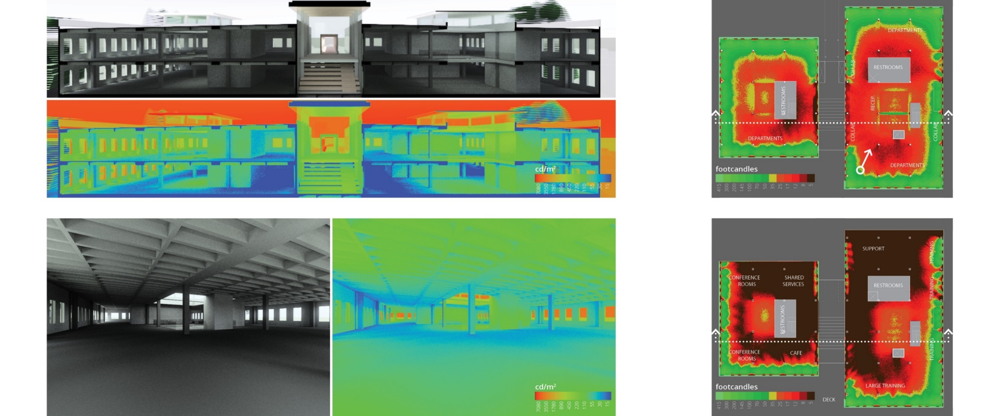 cd/m²
7080 3550 1780 890 450 220 110 55 30 15
DEPARTMENTS
COLLAB
RESTROOMS
RESTROOMS
RECEP.
COLLAB
COLLAB
DEPARTMENTS
DEPARTMENTS
footcandles
415 300 200 145 100 70 50 35 25 17 12 8 5
cd/m²
7080 3550 1780 890 450 220 110 55 30 15
SUPPORT
TRAINING
CONFERENCE
ROOMS
SHARED
SERVICES
RESTROOMS
TRAINING
RESTROOMS
TRAINING
CONFERENCE
ROOMS
CAFE
LARGE TRAINING
footcandles
415 300 200 145 100 70 50 35 25 17 12 8 5
DECK